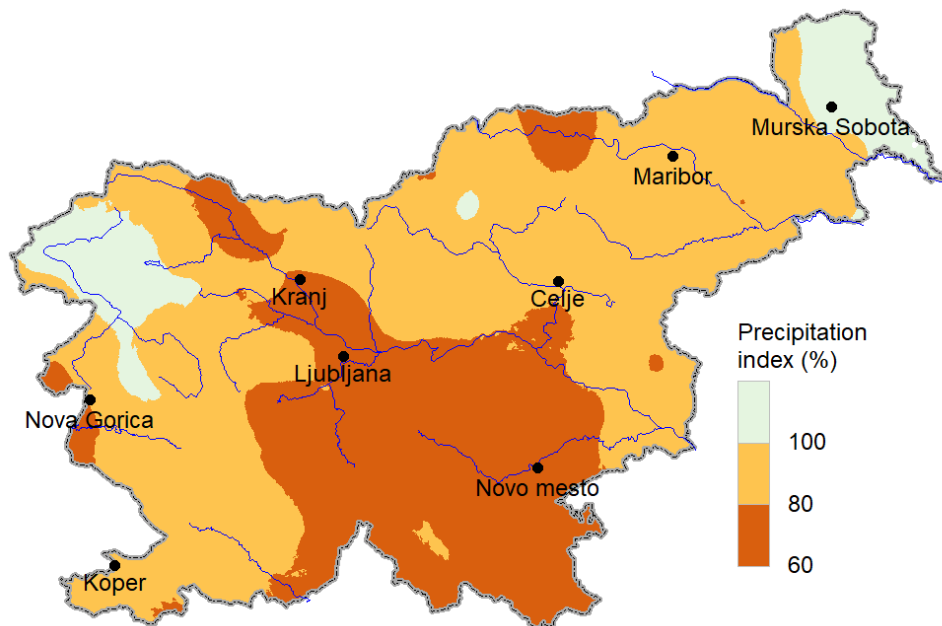 Murska Sobota
Maribor
Kranj
Celje
Precipitation
index (%)
Ljubljana
Nova Gorica
100
Novo mesto
80
Koper
60